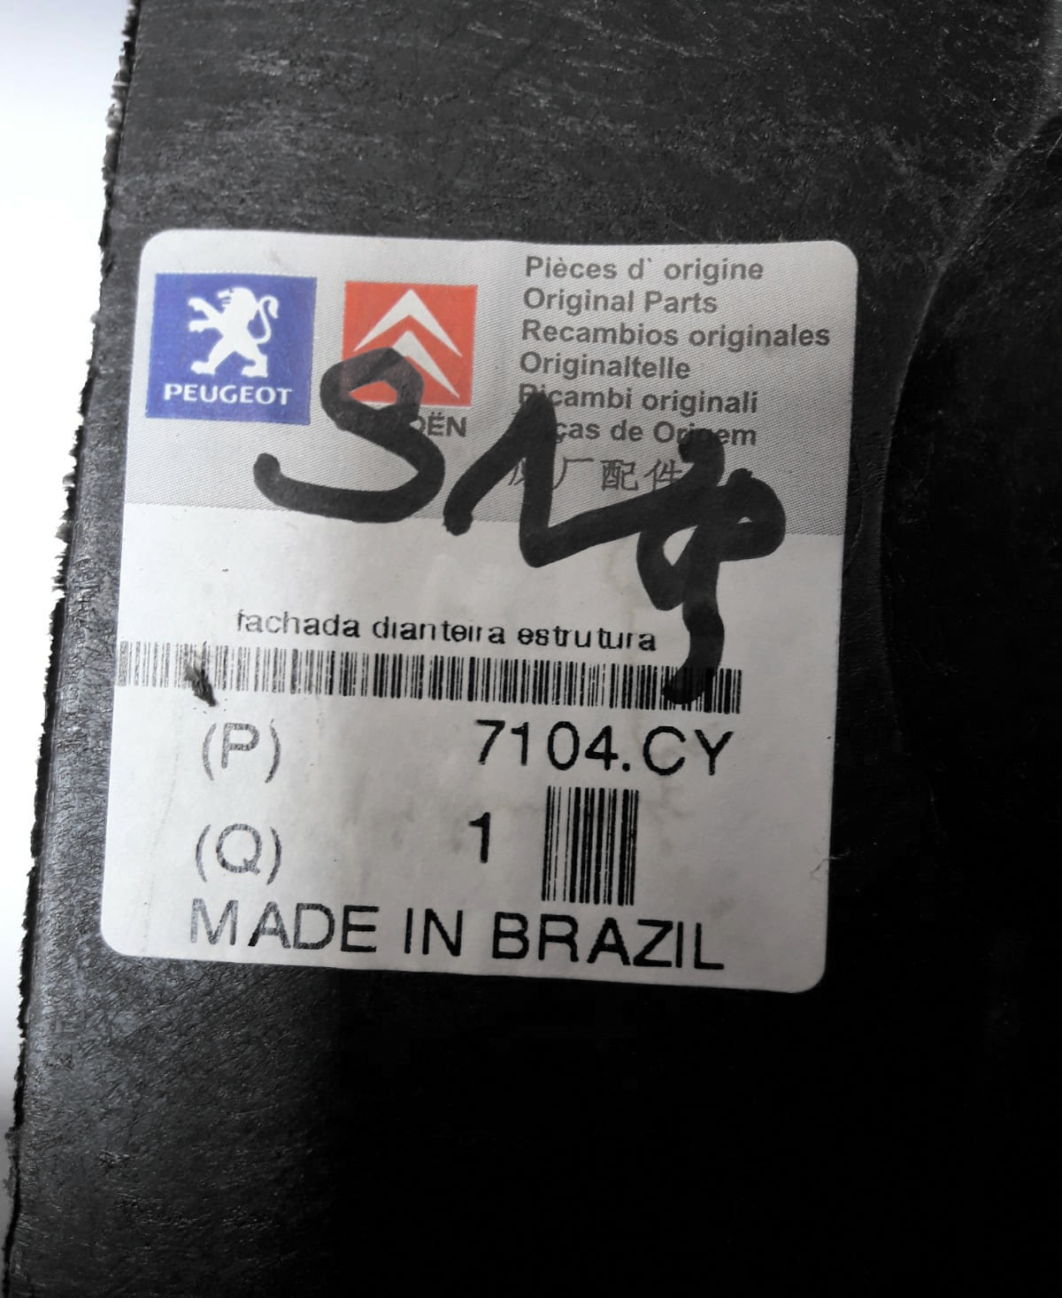 PEUGEOT
Pièces d' origine
Original Parts
Recambios originales
Originaltelle
Ricambi originali
de Origem
配件
fachada dianteira estrutura
(P) 7104.CY
(Q) 1
MADE IN BRAZIL